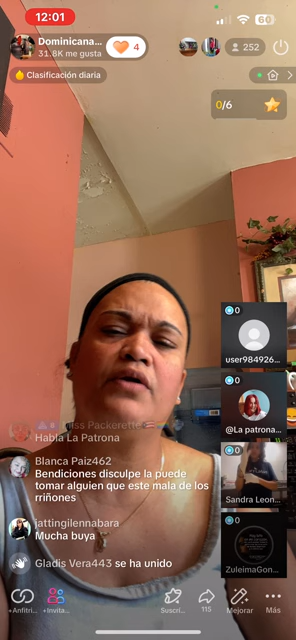 12:01
60
Dominicana...
31.8K me gusta
4
252
Clasificación diaria
0/6
0
user984926...
0
@La patrona...
0
Sandra Leon...
0
ZuleimaGon...
iss Packerette
Habla La Patrona
Blanca Paiz462
Bendiciones disculpe la puede
tomar alguien que este mala de los
rriñones
jattingilennabara
Mucha buya
Gladis Vera443 se ha unido
+Anfitri...
+Invita...
Suscri...
115
Mejorar
Más